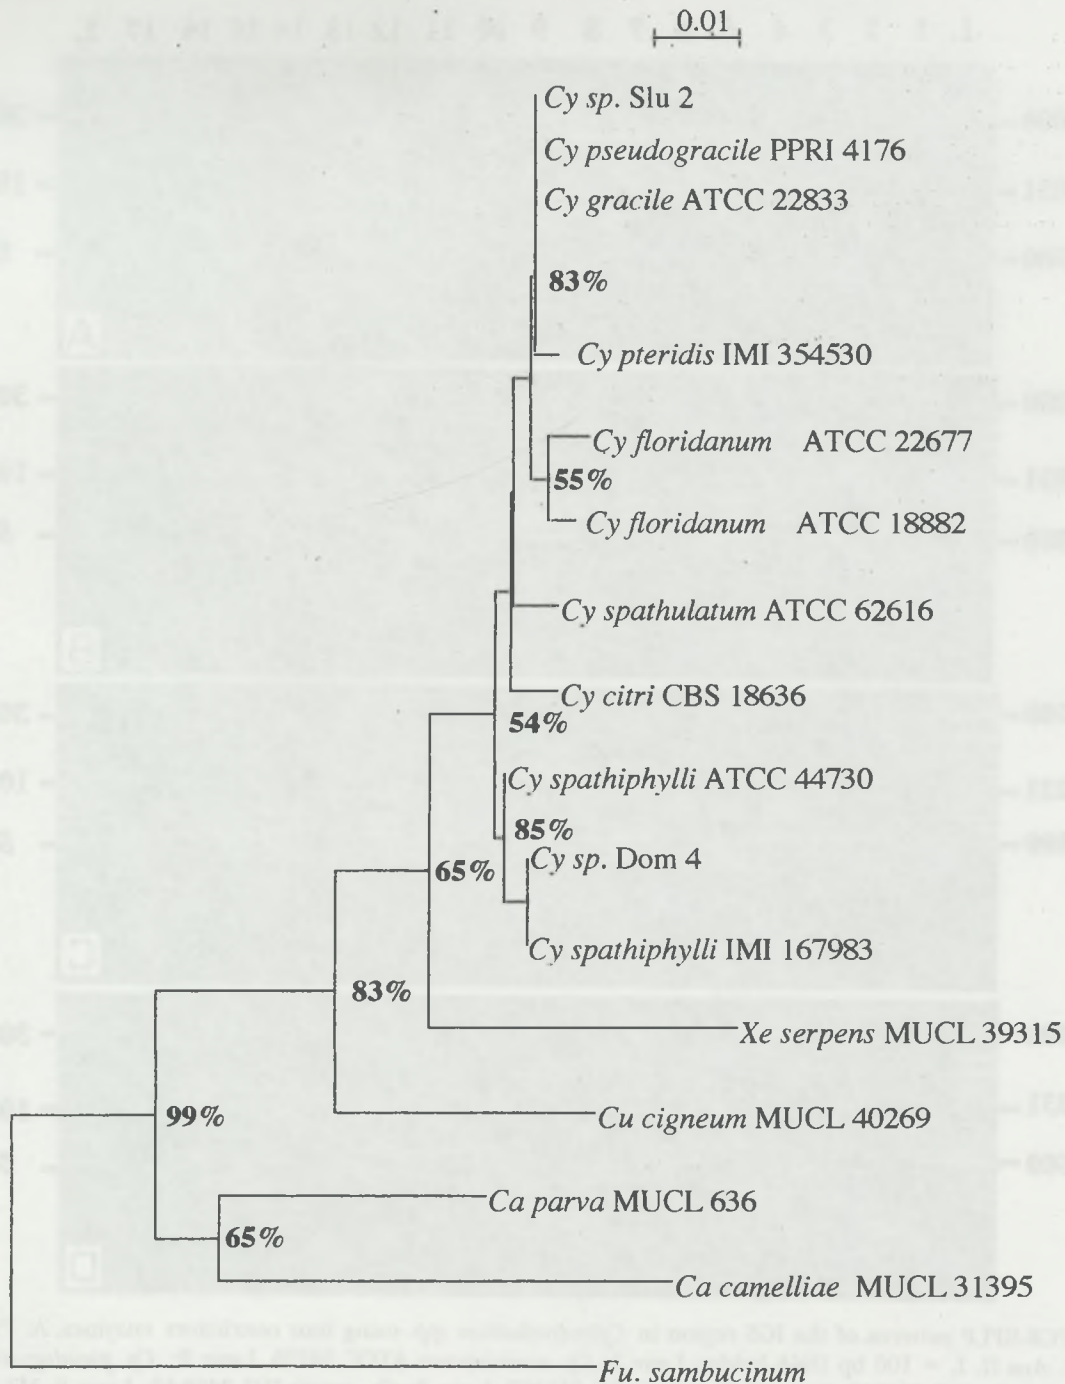 0.01
Cy sp. Slu 2
Cy pseudogracile PPRI 4176
Cy gracile ATCC 22833
83%
Cy pteridis IMI 354530
Cy floridanum ATCC 22677
55%
Cy floridanum ATCC 18882
Cy spathulatum ATCC 62616
Cy citri CBS 18636
54%
Cy spathiphylli ATCC 44730
85%
Cy sp. Dom 4
65%
Cy spathiphylli IMI 167983
83%
Xe serpens MUCL 39315
99%
Cu cigneum MUCL 40269
Ca parva MUCL 636
65%
Ca camelliae MUCL 31395
Fu. sambucinum